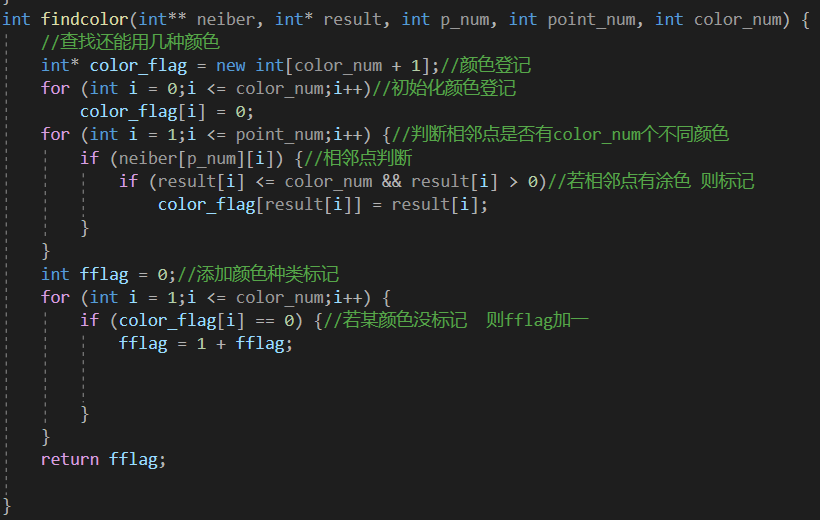 int findcolor(int** neiber, int* result, int p_num, int point_num, int color_num) {
//查找还能用几种颜色
int* color_flag = new int[color_num + 1];//颜色登记
for (int i = 0;i <= color_num;i++)//初始化颜色登记
color_flag[i] = 0;
for (int i = 1;i <= point_num;i++) {//判断相邻点是否有color_num个不同颜色
if (neiber[p_num][i]) {//相邻点判断
if (result[i] <= color_num && result[i] > 0)//若相邻点有涂色 则标记
color_flag[result[i]] = result[i];
}
}
int fflag = 0;//添加颜色种类标记
for (int i = 1;i <= color_num;i++) {
if (color_flag[i] == 0) {//若某颜色没标记  则fflag加一
fflag = 1 + fflag;
}
}
return fflag;
}